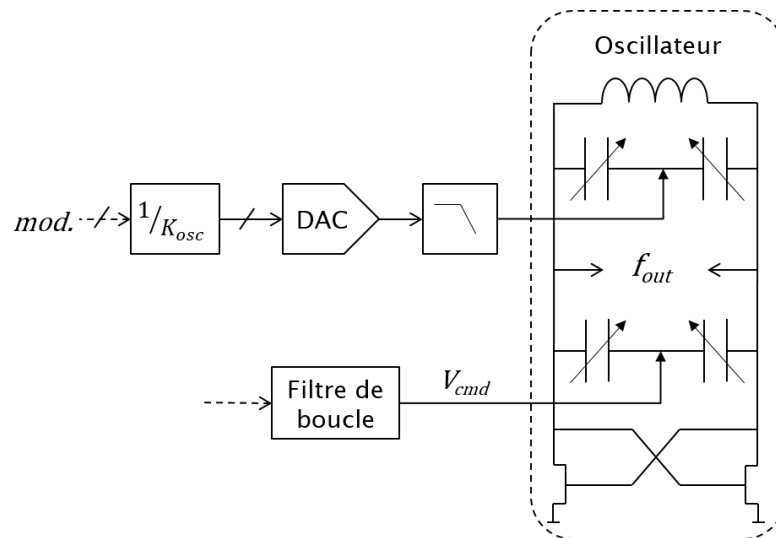 Oscillateur
mod.
1/K_osc
DAC
f_out
Filtre de
boucle
V_cmd